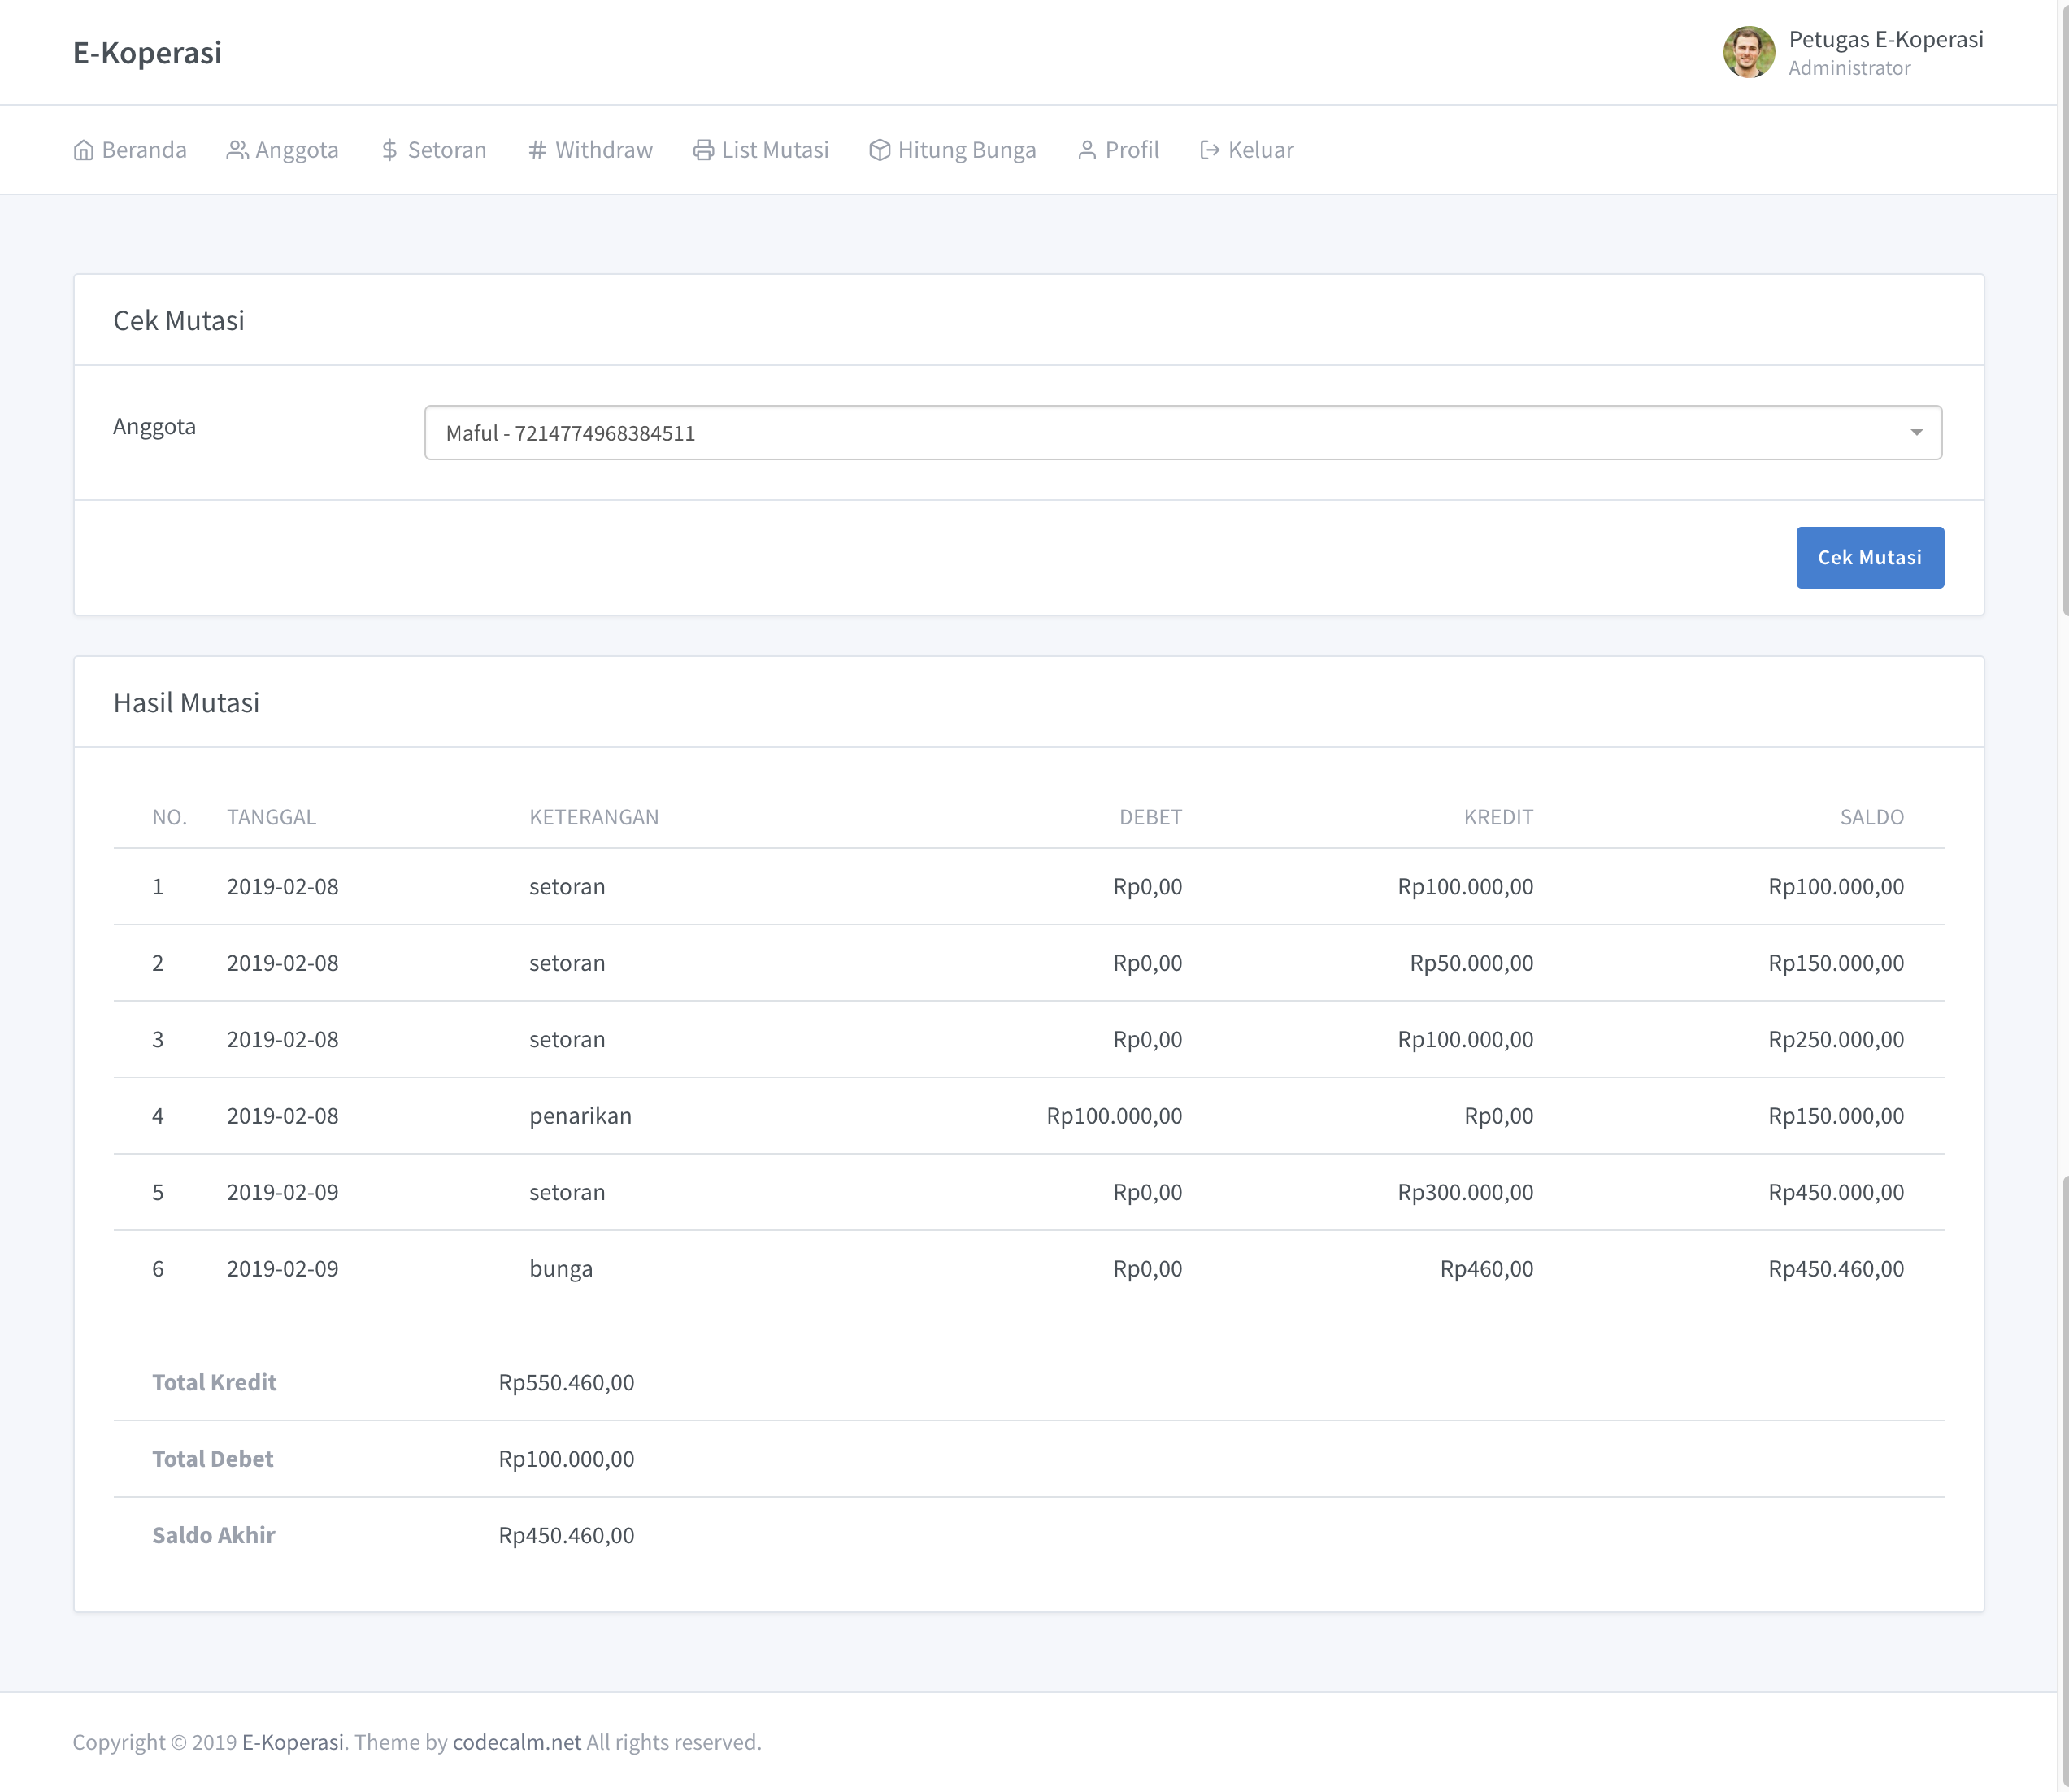 E-Koperasi
Petugas E-Koperasi
Administrator
Beranda Anggota Setoran Withdraw List Mutasi Hitung Bunga Profil Keluar
Cek Mutasi
Anggota
Maful - 7214774968384511
Cek Mutasi
Hasil Mutasi
NO. TANGGAL KETERANGAN DEBET KREDIT SALDO
1 2019-02-08 setoran Rp0,00 Rp100.000,00 Rp100.000,00
2 2019-02-08 setoran Rp0,00 Rp50.000,00 Rp150.000,00
3 2019-02-08 setoran Rp0,00 Rp100.000,00 Rp250.000,00
4 2019-02-08 penarikan Rp100.000,00 Rp0,00 Rp150.000,00
5 2019-02-09 setoran Rp0,00 Rp300.000,00 Rp450.000,00
6 2019-02-09 bunga Rp0,00 Rp460,00 Rp450.460,00
Total Kredit Rp550.460,00
Total Debet Rp100.000,00
Saldo Akhir Rp450.460,00
Copyright © 2019 E-Koperasi. Theme by codecalm.net All rights reserved.